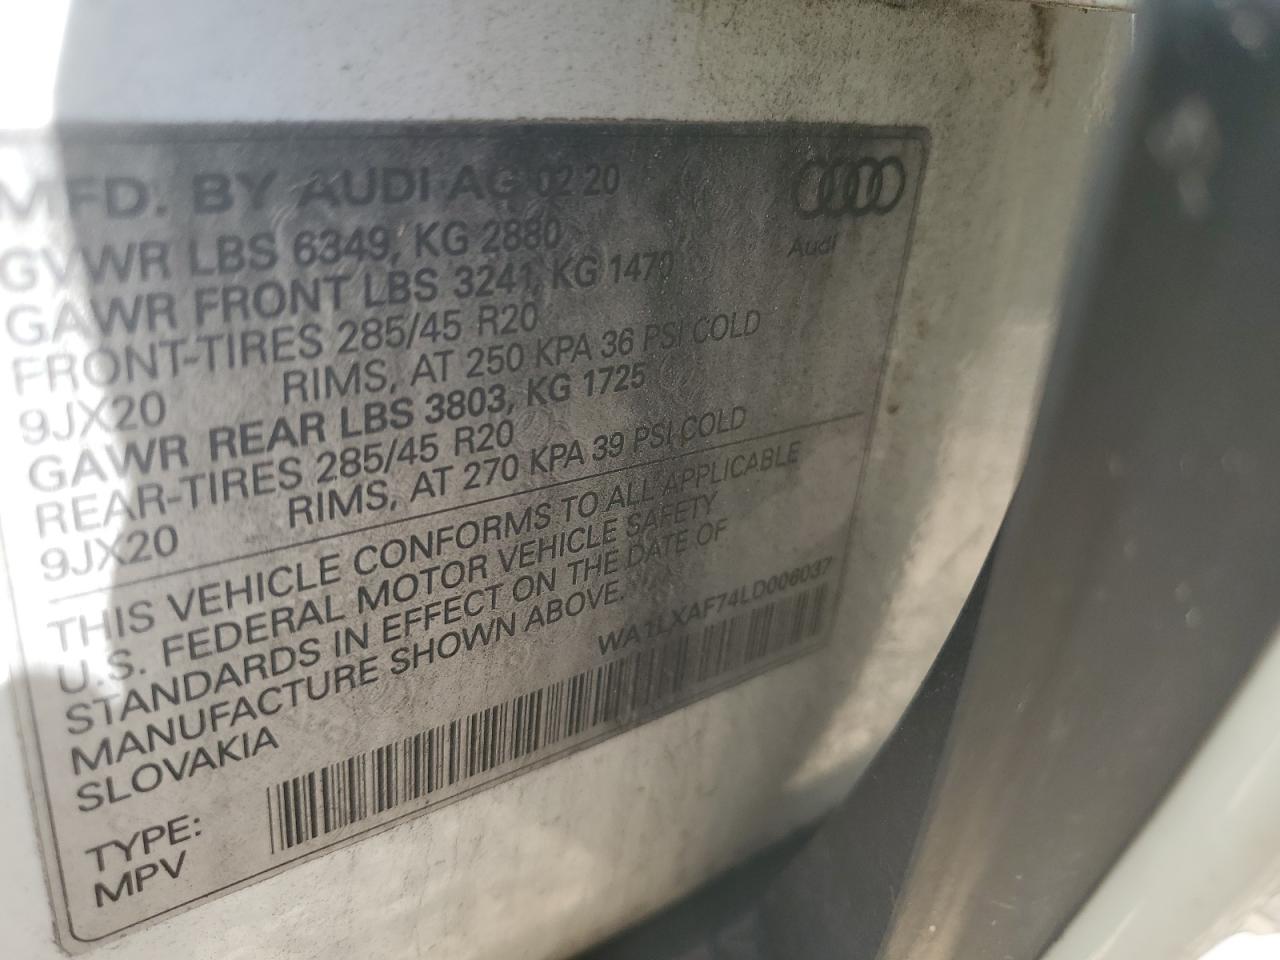 MFD. BY AUDI AG 02 20
Audi
GVWR LBS 6349, KG 2880
GAWR FRONT LBS 3241, KG 1470
FRONT-TIRES 285/45 R20
9JX20 RIMS, AT 250 KPA 36 PSI COLD
GAWR REAR LBS 3803, KG 1725
REAR-TIRES 285/45 R20
9JX20 RIMS, AT 270 KPA 39 PSI COLD
THIS VEHICLE CONFORMS TO ALL APPLICABLE
U.S. FEDERAL MOTOR VEHICLE SAFETY
STANDARDS IN EFFECT ON THE DATE OF
MANUFACTURE SHOWN ABOVE.
SLOVAKIA
WA1LXAF74LD006037
TYPE:
MPV